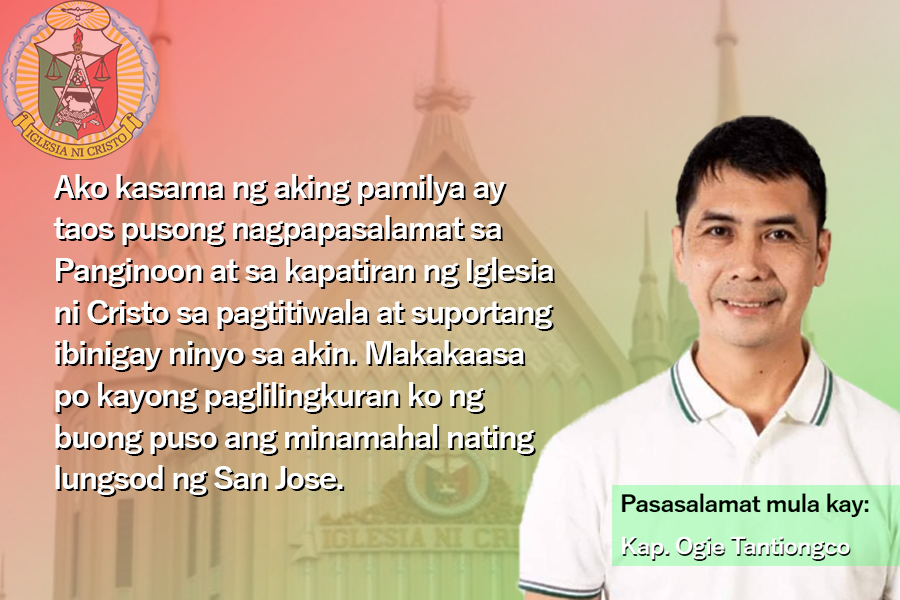 IGLESIA NI CRISTO
Ako kasama ng aking pamilya ay
taos pusong nagpapasalamat sa
Panginoon at sa kapatiran ng Iglesia
ni Cristo sa pagtitiwala at suportang
ibinigay ninyo sa akin. Makakaasa
po kayong paglilingkuran ko ng
buong puso ang minamahal nating
lungsod ng San Jose.
IGLESIA NI CRIS
Pasasalamat mula kay:
Kap. Ogie Tantiongco